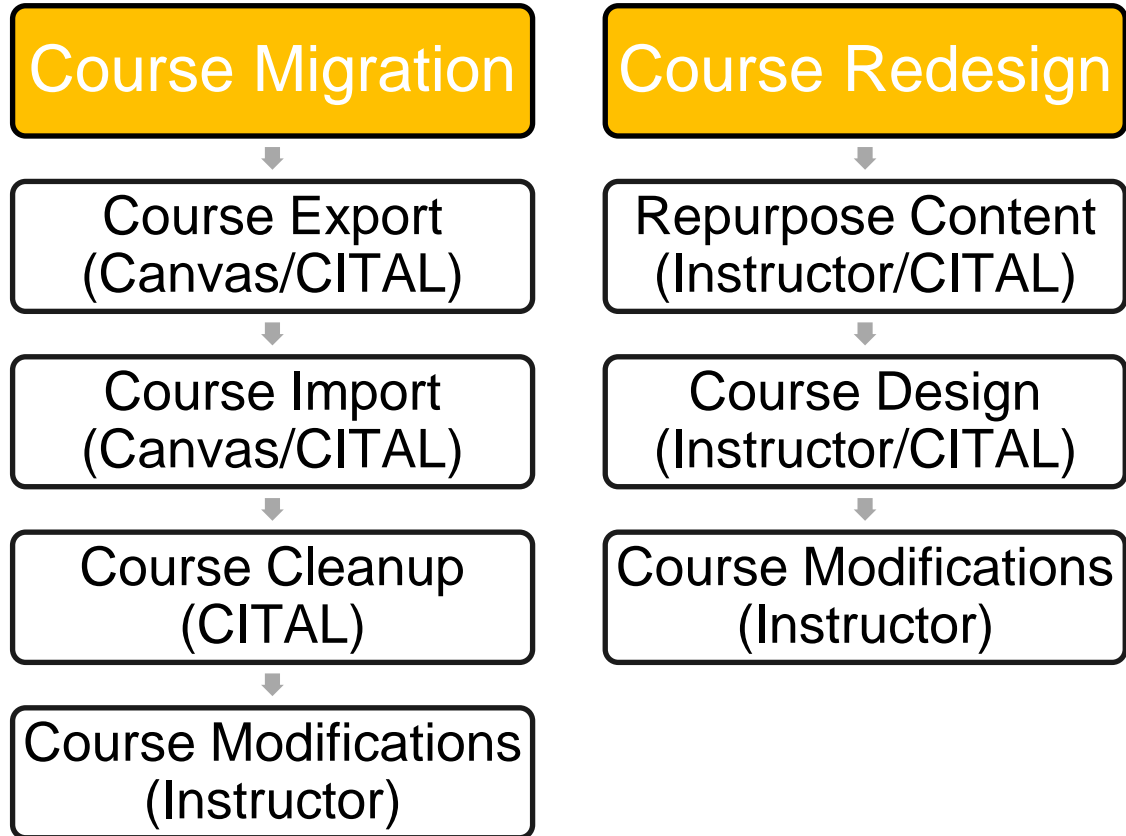 Course Migration
Course Export
(Canvas/CITAL)
Course Import
(Canvas/CITAL)
Course Cleanup
(CITAL)
Course Modifications
(Instructor)
Course Redesign
Repurpose Content
(Instructor/CITAL)
Course Design
(Instructor/CITAL)
Course Modifications
(Instructor)